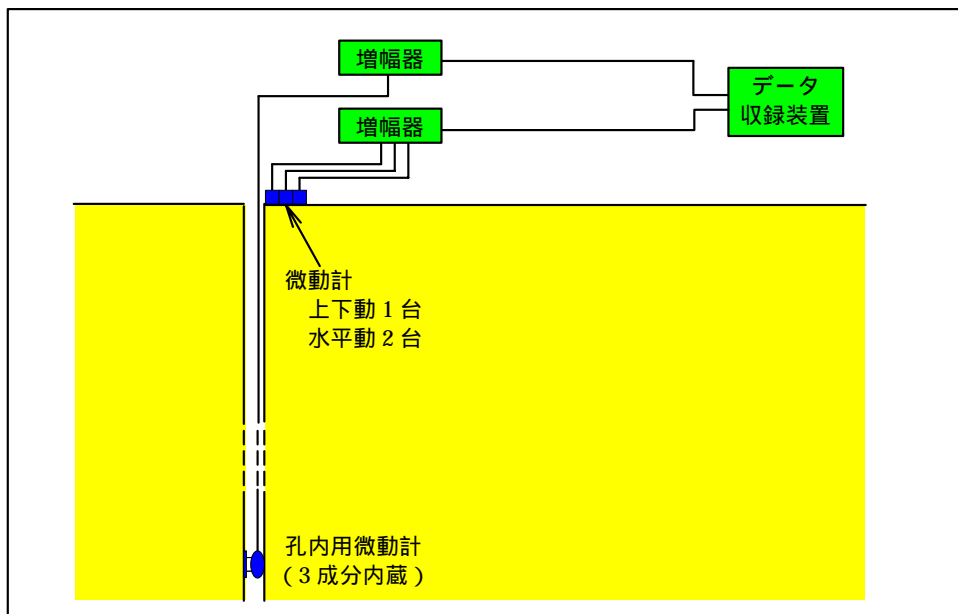 増幅器
増幅器
データ
収録装置
微動計
上下動１台
水平動２台
孔内用微動計
(３成分内蔵)